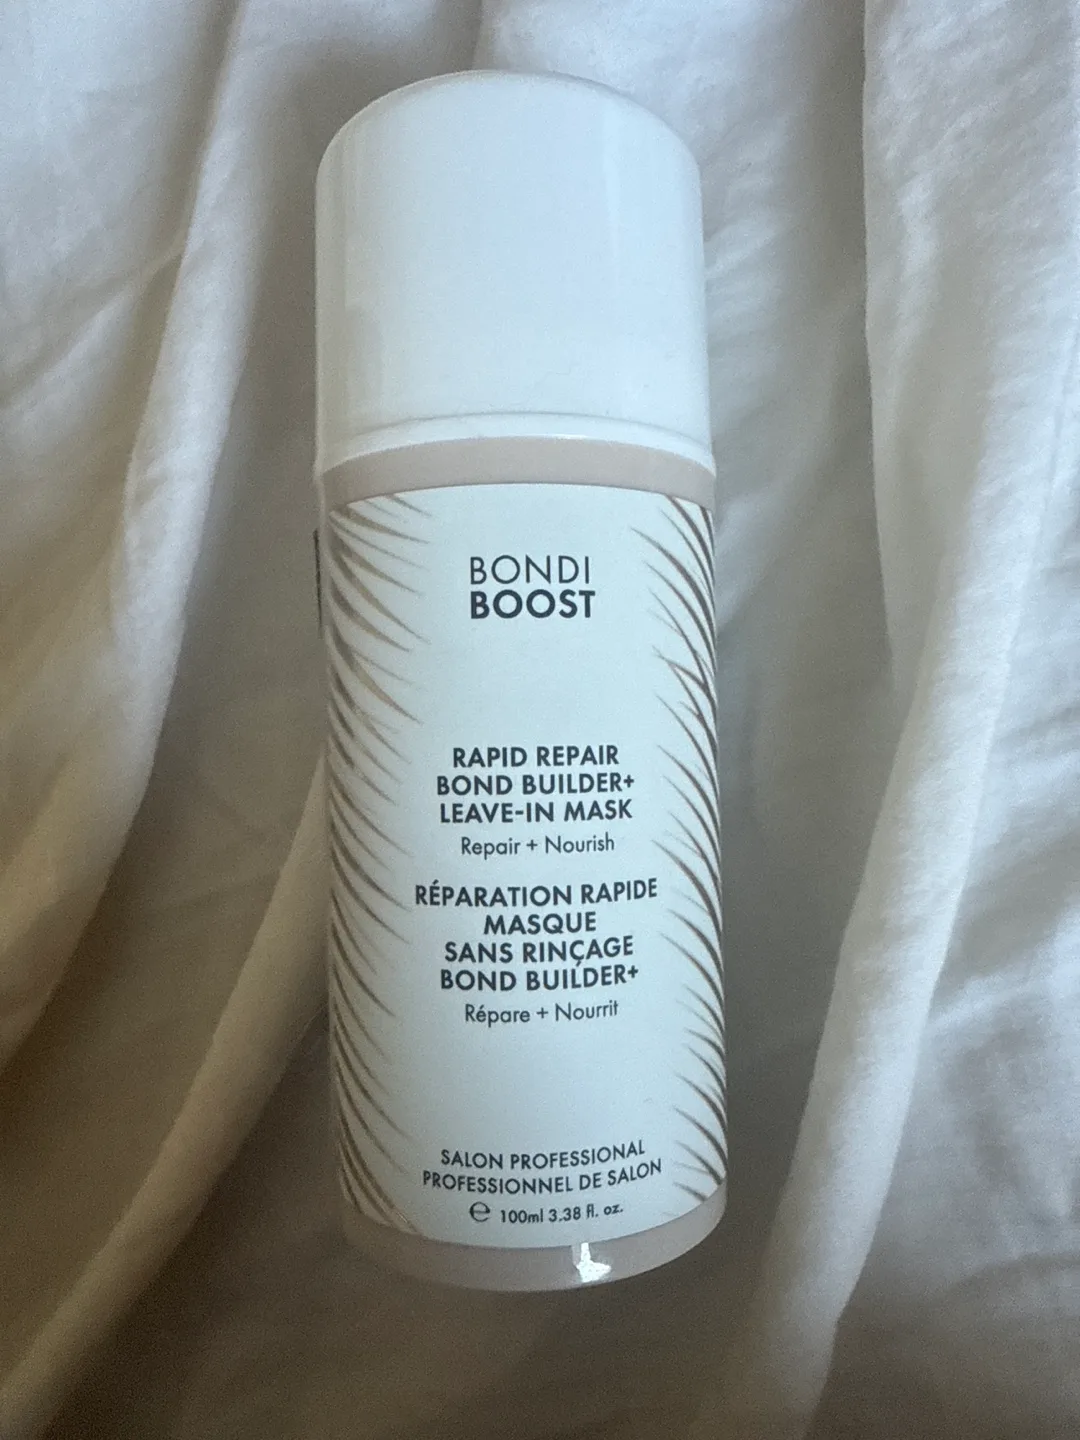 BONDI
BOOST
RAPID REPAIR
BOND BUILDER+
LEAVE-IN MASK
Repair + Nourish
RÉPARATION RAPIDE
MASQUE
SANS RINÇAGE
BOND BUILDER+
Répare + Nourrit
SALON PROFESSIONAL
PROFESSIONNEL DE SALON
℮ 100ml 3.38 fl. oz.